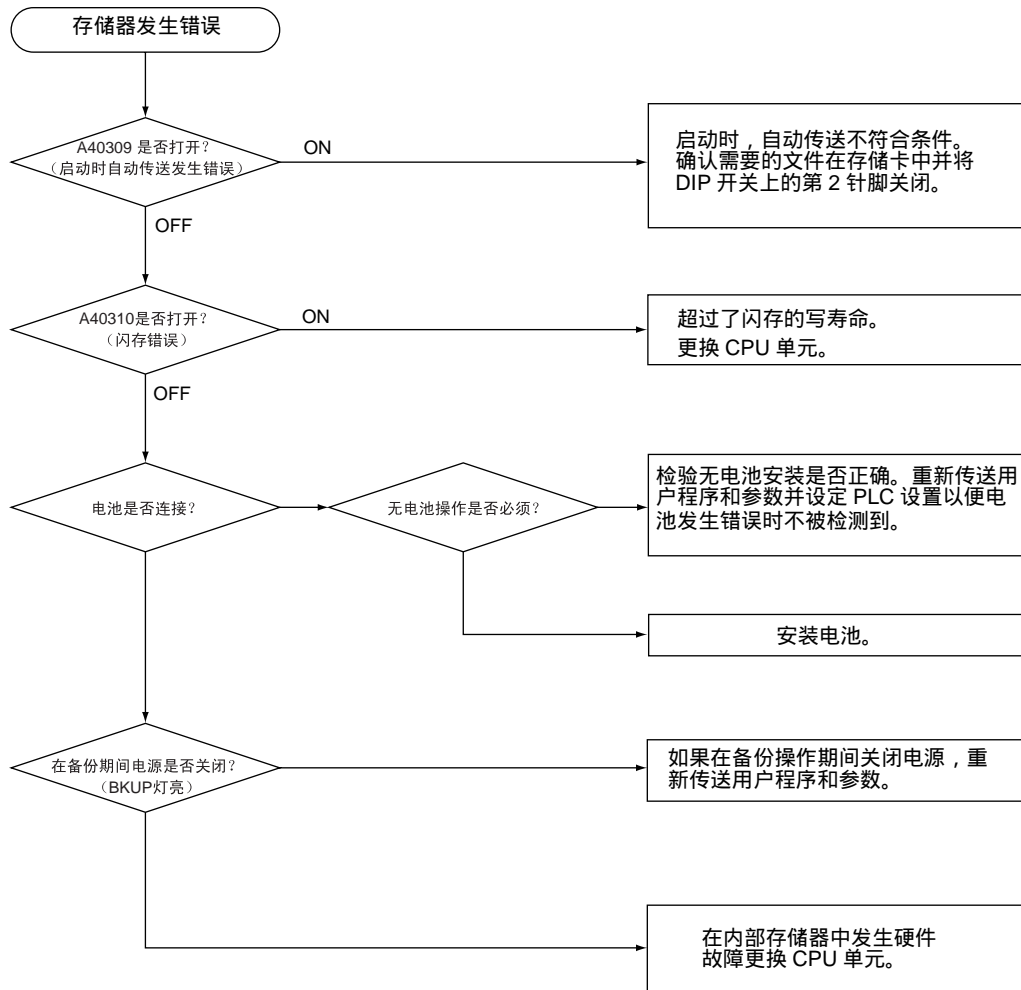 存储器发生错误
A40309 是否打开？
（启动时自动传送发生错误）
ON
启动时，自动传送不符合条件。
确认需要的文件在存储卡中并将
DIP 开关上的第 2 针脚关闭。
OFF
A40310是否打开？
（闪存错误）
ON
超过了闪存的写寿命。
更换 CPU 单元。
OFF
电池是否连接？
无电池操作是否必须？
检验无电池安装是否正确。重新传送用
户程序和参数并设定 PLC 设置以便电
池发生错误时不被检测到。
安装电池。
在备份期间电源是否关闭？
（BKUP灯亮）
如果在备份操作期间关闭电源，重
新传送用户程序和参数。
在内部存储器中发生硬件
故障更换 CPU 单元。